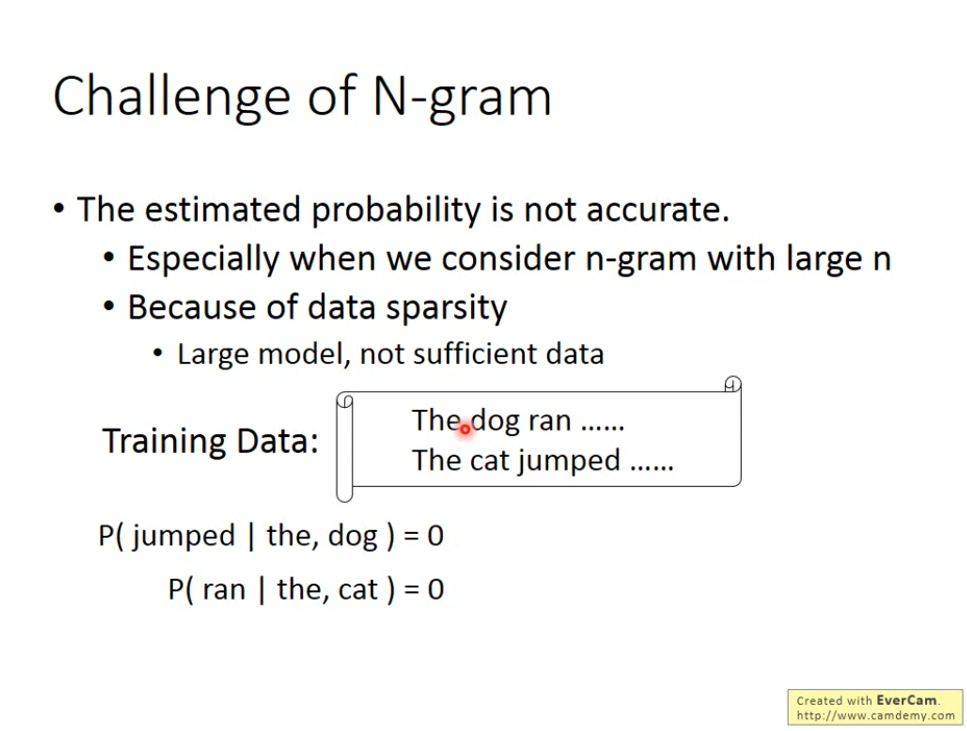 Challenge of N-gram
• The estimated probability is not accurate.
• Especially when we consider n-gram with large n
• Because of data sparsity
• Large model, not sufficient data
Training Data:
The dog ran ……
The cat jumped ……
P( jumped | the, dog ) = 0
P( ran | the, cat ) = 0
Created with EverCam.
http://www.camdemy.com